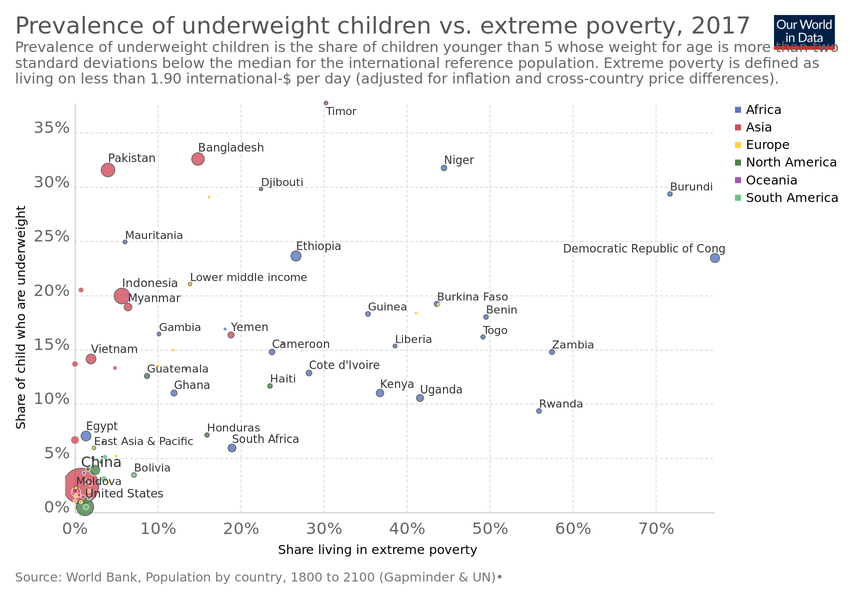 Prevalence of underweight children vs. extreme poverty, 2017
Our World
in Data
Prevalence of underweight children is the share of children younger than 5 whose weight for age is more than two
standard deviations below the median for the international reference population. Extreme poverty is defined as
living on less than 1.90 international-$ per day (adjusted for inflation and cross-country price differences).
Africa
Asia
Europe
North America
Oceania
South America
Share of child who are underweight
35%
30%
25%
20%
15%
10%
5%
0%
Timor
Pakistan
Bangladesh
Niger
Djibouti
Burundi
Mauritania
Ethiopia
Democratic Republic of Cong
Indonesia
Lower middle income
Myanmar
Guinea
Burkina Faso
Benin
Gambia
Yemen
Togo
Vietnam
Cameroon
Liberia
Zambia
Guatemala
Cote d'Ivoire
Ghana
Haiti
Kenya
Uganda
Rwanda
Egypt
Honduras
East Asia & Pacific
South Africa
China
Bolivia
Moldova
United States
0%
10%
20%
30%
40%
50%
60%
70%
Share living in extreme poverty
Source: World Bank, Population by country, 1800 to 2100 (Gapminder & UN)•